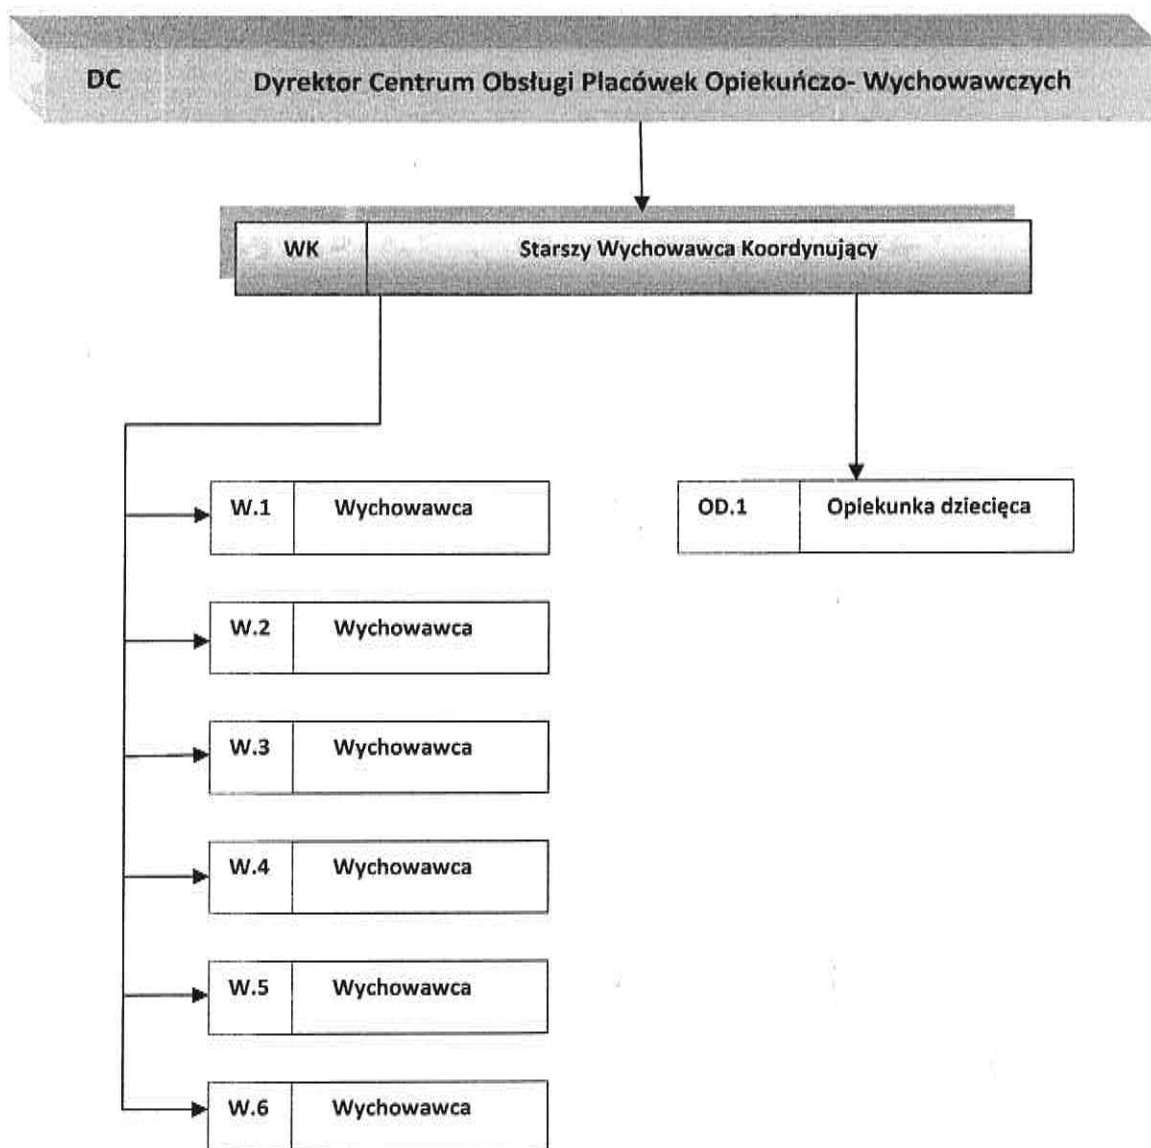 DC Dyrektor Centrum Obsługi Placówek Opiekuńczo- Wychowawczych
WK Starszy Wychowawca Koordynujący
W.1 Wychowawca
OD.1 Opiekunka dziecięca
W.2 Wychowawca
W.3 Wychowawca
W.4 Wychowawca
W.5 Wychowawca
W.6 Wychowawca